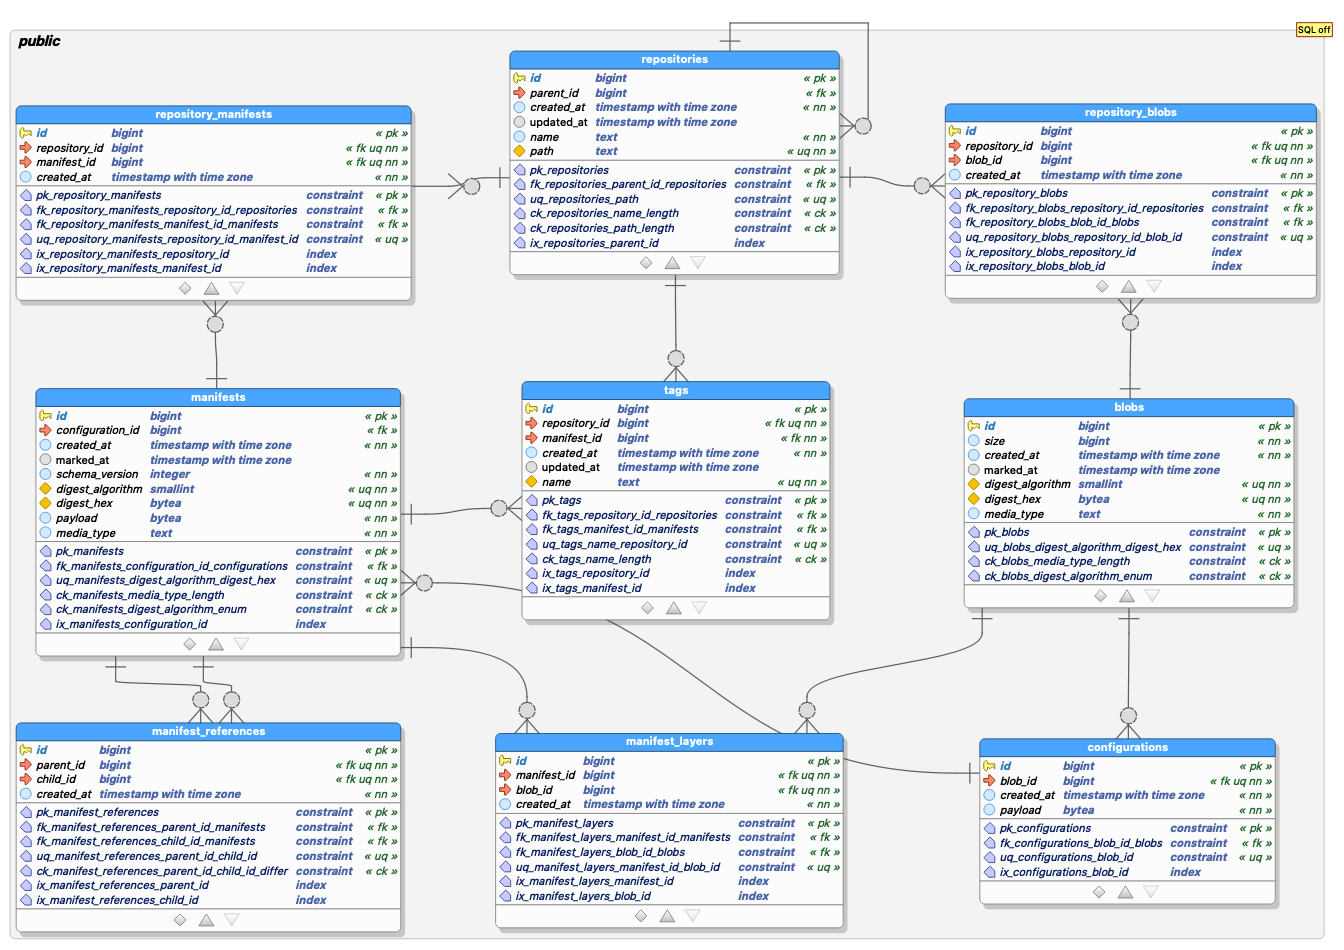 public
SQL off
repositories
id bigint « pk »
parent_id bigint « fk »
created_at timestamp with time zone « nn »
updated_at timestamp with time zone
name text « nn »
path text « uq nn »
pk_repositories constraint « pk »
fk_repositories_parent_id_repositories constraint « fk »
uq_repositories_path constraint « uq »
ck_repositories_name_length constraint « ck »
ck_repositories_path_length constraint « ck »
ix_repositories_parent_id index
repository_manifests
id bigint « pk »
repository_id bigint « fk uq nn »
manifest_id bigint « fk uq nn »
created_at timestamp with time zone « nn »
pk_repository_manifests constraint « pk »
fk_repository_manifests_repository_id_repositories constraint « fk »
fk_repository_manifests_manifest_id_manifests constraint « fk »
uq_repository_manifests_repository_id_manifest_id constraint « uq »
ix_repository_manifests_repository_id index
ix_repository_manifests_manifest_id index
repository_blobs
id bigint « pk »
repository_id bigint « fk uq nn »
blob_id bigint « fk uq nn »
created_at timestamp with time zone « nn »
pk_repository_blobs constraint « pk »
fk_repository_blobs_repository_id_repositories constraint « fk »
fk_repository_blobs_blob_id_blobs constraint « fk »
uq_repository_blobs_repository_id_blob_id constraint « uq »
ix_repository_blobs_repository_id index
ix_repository_blobs_blob_id index
manifests
id bigint « pk »
configuration_id bigint « fk »
created_at timestamp with time zone « nn »
marked_at timestamp with time zone
schema_version integer « nn »
digest_algorithm smallint « uq nn »
digest_hex bytea « uq nn »
payload bytea « nn »
media_type text « nn »
pk_manifests constraint « pk »
fk_manifests_configuration_id_configurations constraint « fk »
uq_manifests_digest_algorithm_digest_hex constraint « uq »
ck_manifests_media_type_length constraint « ck »
ck_manifests_digest_algorithm_enum constraint « ck »
ix_manifests_configuration_id index
tags
id bigint « pk »
repository_id bigint « fk uq nn »
manifest_id bigint « fk nn »
created_at timestamp with time zone « nn »
updated_at timestamp with time zone
name text « uq nn »
pk_tags constraint « pk »
fk_tags_repository_id_repositories constraint « fk »
fk_tags_manifest_id_manifests constraint « fk »
uq_tags_name_repository_id constraint « uq »
ck_tags_name_length constraint « ck »
ix_tags_repository_id index
ix_tags_manifest_id index
blobs
id bigint « pk »
size bigint « nn »
created_at timestamp with time zone « nn »
marked_at timestamp with time zone
digest_algorithm smallint « uq nn »
digest_hex bytea « uq nn »
media_type text « nn »
pk_blobs constraint « pk »
uq_blobs_digest_algorithm_digest_hex constraint « uq »
ck_blobs_media_type_length constraint « ck »
ck_blobs_digest_algorithm_enum constraint « ck »
manifest_references
id bigint « pk »
parent_id bigint « fk uq nn »
child_id bigint « fk uq nn »
created_at timestamp with time zone « nn »
pk_manifest_references constraint « pk »
fk_manifest_references_parent_id_manifests constraint « fk »
fk_manifest_references_child_id_manifests constraint « fk »
uq_manifest_references_parent_id_child_id constraint « uq »
ck_manifest_references_parent_id_child_id_differ constraint « ck »
ix_manifest_references_parent_id index
ix_manifest_references_child_id index
manifest_layers
id bigint « pk »
manifest_id bigint « fk uq nn »
blob_id bigint « fk uq nn »
created_at timestamp with time zone « nn »
pk_manifest_layers constraint « pk »
fk_manifest_layers_manifest_id_manifests constraint « fk »
fk_manifest_layers_blob_id_blobs constraint « fk »
uq_manifest_layers_manifest_id_blob_id constraint « uq »
ix_manifest_layers_manifest_id index
ix_manifest_layers_blob_id index
configurations
id bigint « pk »
blob_id bigint « fk uq nn »
created_at timestamp with time zone « nn »
payload bytea « nn »
pk_configurations constraint « pk »
fk_configurations_blob_id_blobs constraint « fk »
uq_configurations_blob_id constraint « uq »
ix_configurations_blob_id index